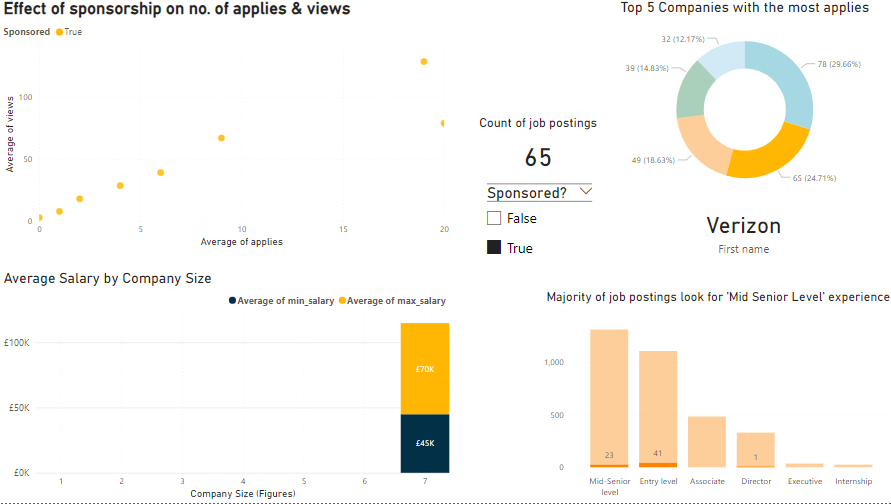 Effect of sponsorship on no. of applies & views
Sponsored True
Average of views
100
50
0
0 5 10 15 20
Average of applies
Count of job postings
65
Sponsored?
False
True
Top 5 Companies with the most applies
32 (12.17%)
78 (29.66%)
39 (14.83%)
49 (18.63%)
65 (24.71%)
Verizon
First name
Average Salary by Company Size
Average of min_salary Average of max_salary
£100K
£50K
£0K
£70K
£45K
1 2 3 4 5 6 7
Company Size (Figures)
Majority of job postings look for 'Mid Senior Level' experience
1,000
500
0
23 41 1
Mid-Senior level Entry level Associate Director Executive Internship